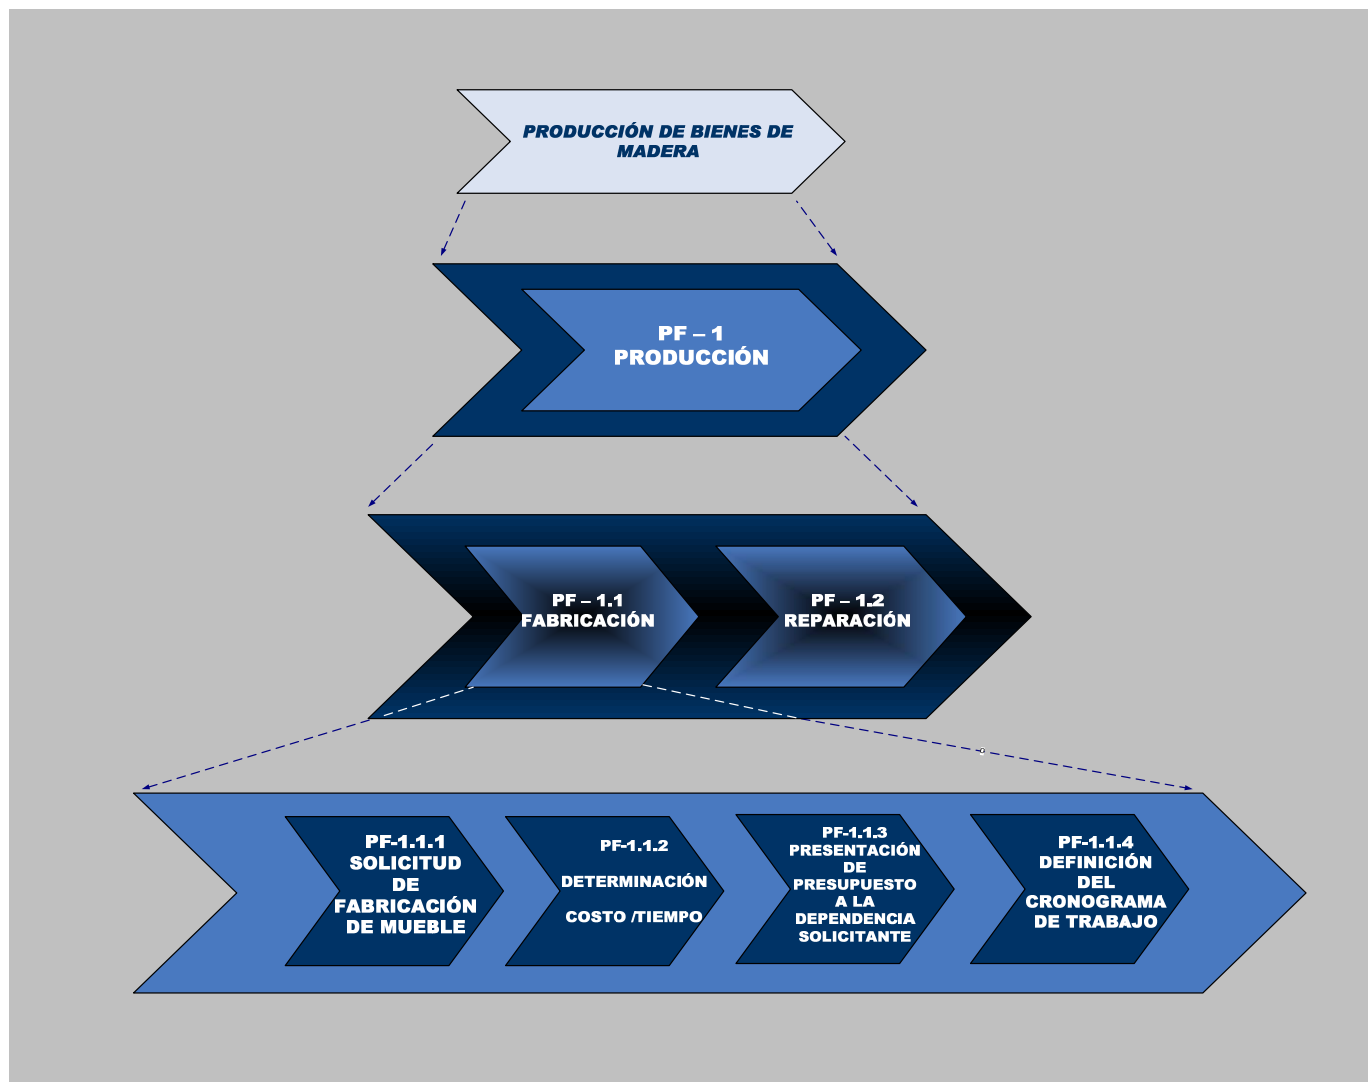 PRODUCCIÓN DE BIENES DE
MADERA
PF – 1
PRODUCCIÓN
PF – 1.1
FABRICACIÓN
PF – 1.2
REPARACIÓN
PF-1.1.1
SOLICITUD
DE
FABRICACIÓN
DE MUEBLE
PF-1.1.2
DETERMINACIÓN
COSTO /TIEMPO
PF-1.1.3
PRESENTACIÓN
DE
PRESUPUESTO
A LA
DEPENDENCIA
SOLICITANTE
PF-1.1.4
DEFINICIÓN
DEL
CRONOGRAMA
DE TRABAJO